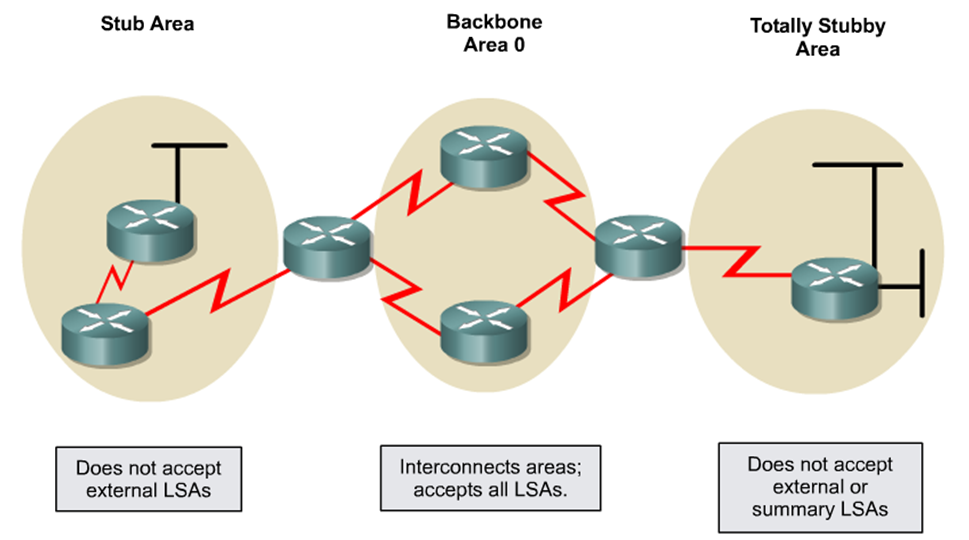 Stub Area
Backbone
Area 0
Totally Stubby
Area
Does not accept
external LSAs
Interconnects areas;
accepts all LSAs.
Does not accept
external or
summary LSAs